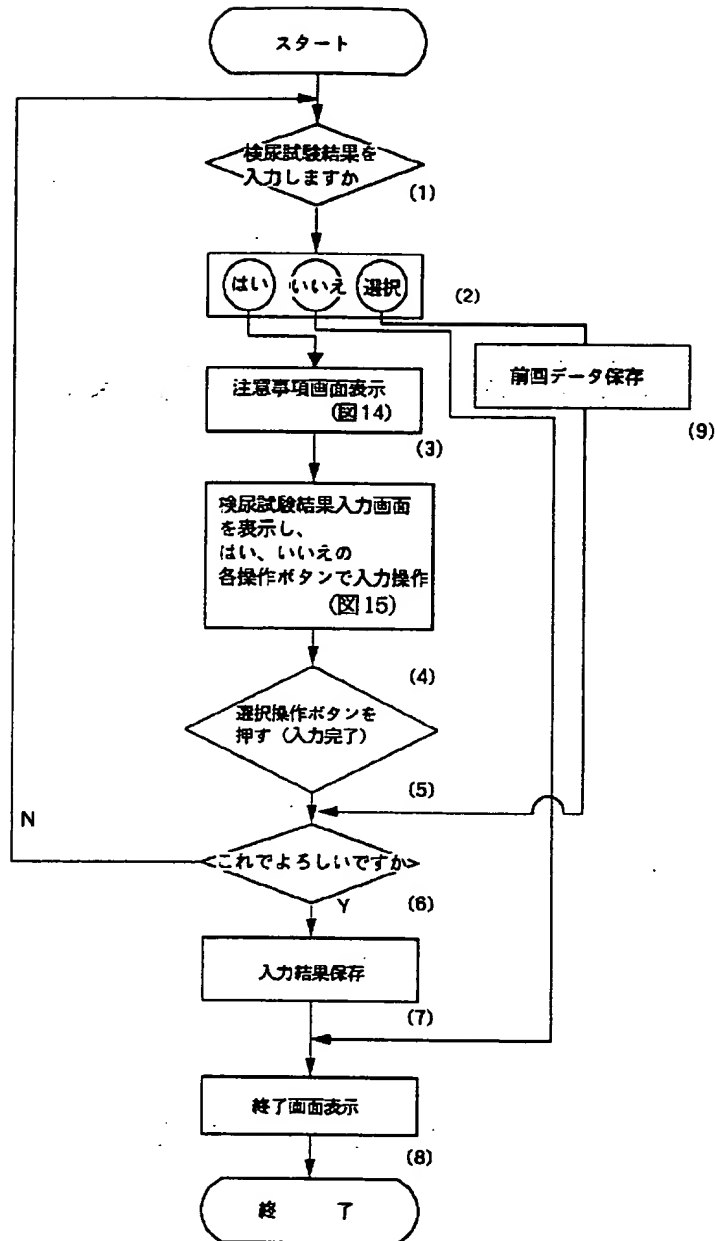 スタート
検尿試験結果を
入力しますか
(1)
はい いいえ 選択
(2)
前回データ保存
(9)
注意事項画面表示
(図14)
(3)
検尿試験結果入力画面
を表示し、
はい、いいえの
各操作ボタンで入力操作
(図15)
(4)
選択操作ボタンを
押す（入力完了）
(5)
N
これでよろしいですか
Y
(6)
入力結果保存
(7)
終了画面表示
(8)
終 了